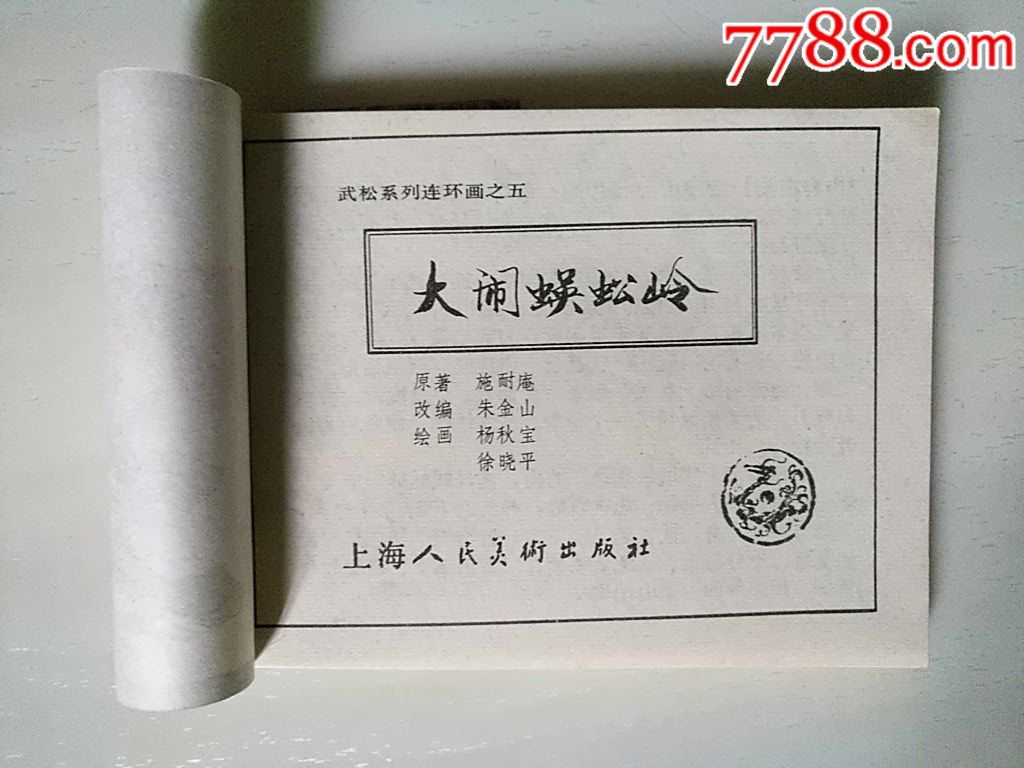 7788.com
武松系列连环画之五
大闹蜈蚣岭
原著 施耐庵
改编 朱金山
绘画 杨秋宝
徐晓平
上海人民美術出版社